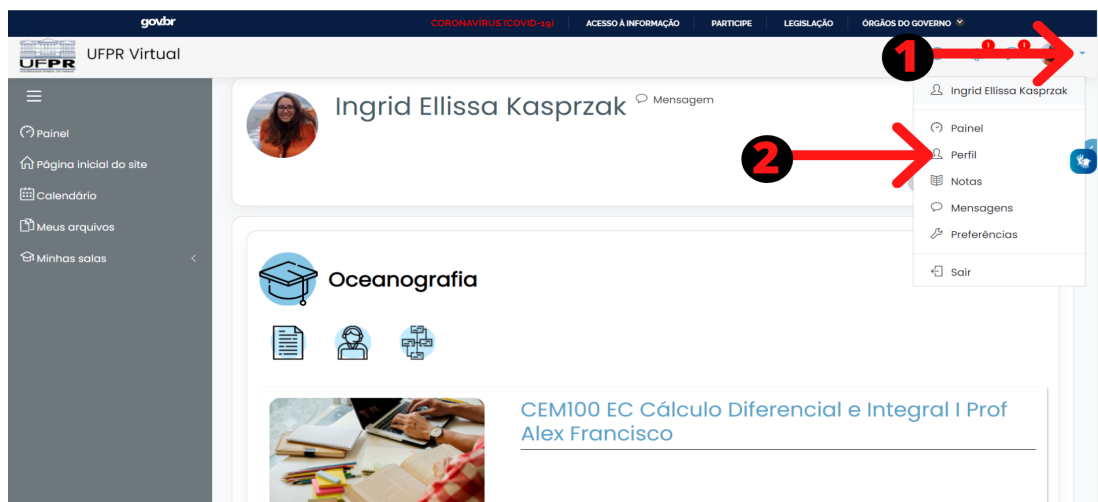 gov.br
CORONAVÍRUS (COVID-19)
ACESSO À INFORMAÇÃO
PARTICIPE
LEGISLAÇÃO
ÓRGÃOS DO GOVERNO
UFPR
UFPR Virtual
1
Painel
Página inicial do site
Calendário
Meus arquivos
Minhas salas
Ingrid Ellissa Kasprzak
Mensagem
2
Ingrid Ellissa Kasprzak
Painel
Perfil
Notas
Mensagens
Preferências
Sair
Oceanografia
CEM100 EC Cálculo Diferencial e Integral I Prof
Alex Francisco